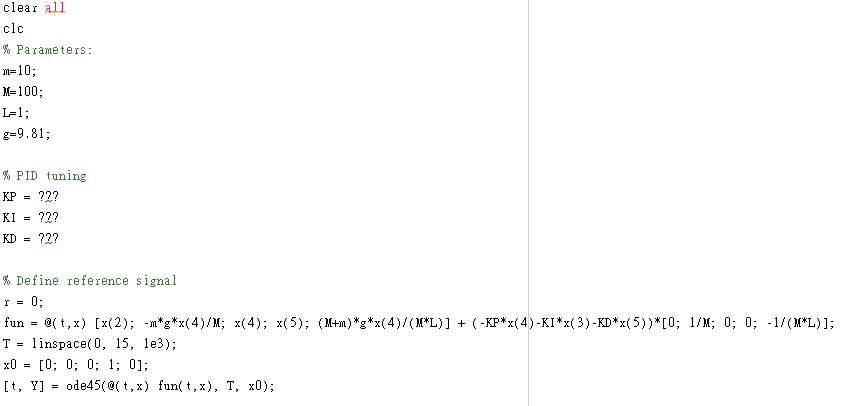 clear all
clc
% Parameters:
m=10;
M=100;
L=1;
g=9.81;
% PID tuning
KP = ???
KI = ???
KD = ???
% Define reference signal
r = 0;
fun = @(t,x) [x(2); -m*g*x(4)/M; x(4); x(5); (M+m)*g*x(4)/(M*L)] + (-KP*x(4)-KI*x(3)-KD*x(5))*[0; 1/M; 0; 0; -1/(M*L)];
T = linspace(0, 15, 1e3);
x0 = [0; 0; 0; 1; 0];
[t, Y] = ode45(@(t,x) fun(t,x), T, x0);